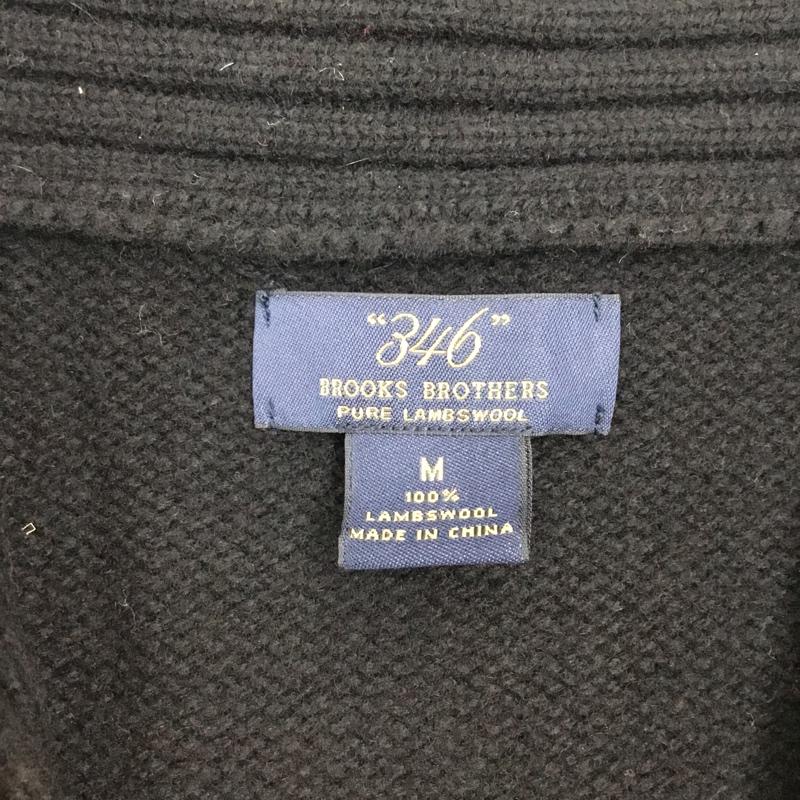 “346”
BROOKS BROTHERS
PURE LAMBSWOOL
M
100%
LAMBSWOOL
MADE IN CHINA